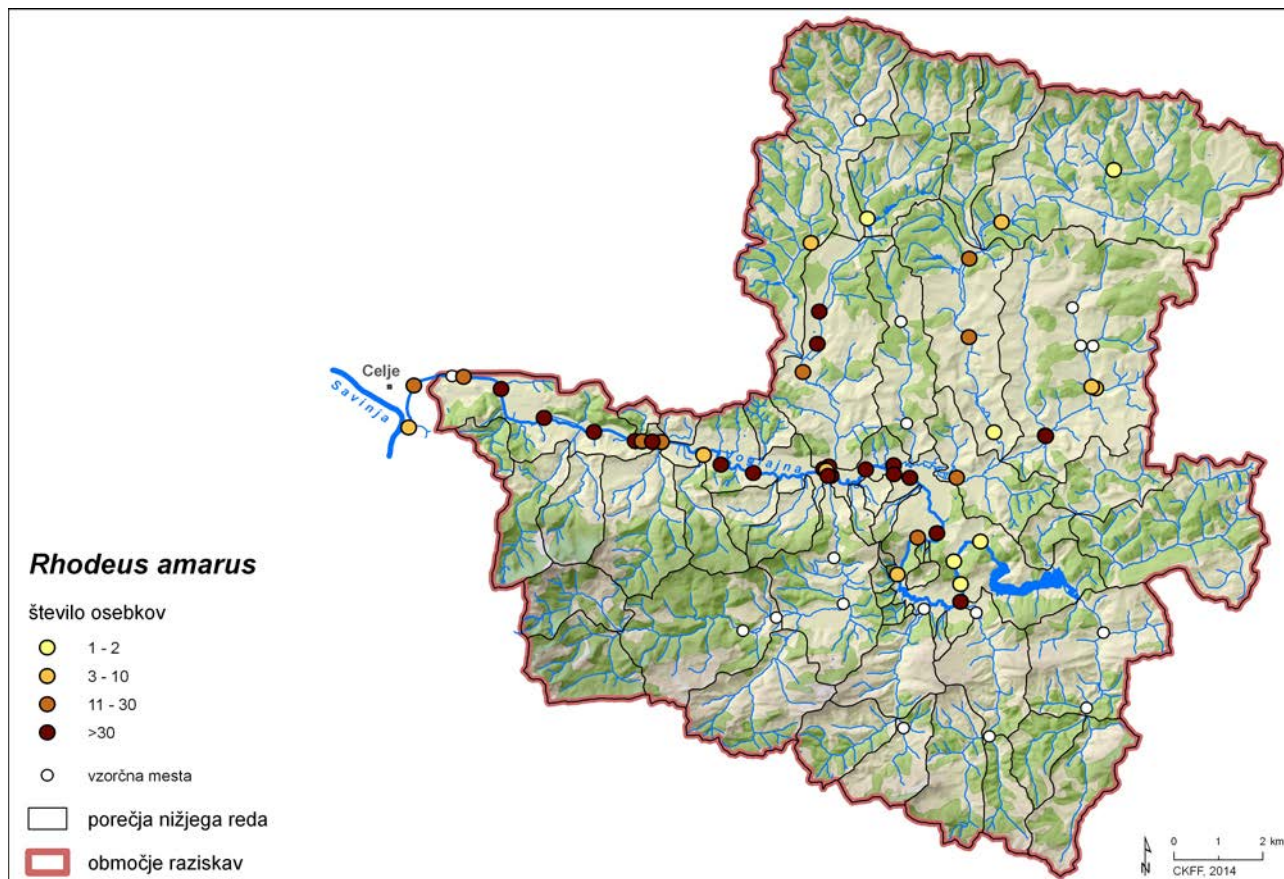 Celje
Savinja
Voglajna
Rhodeus amarus
število osebkov
1 - 2
3 - 10
11 - 30
>30
vzorčna mesta
porečja nižjega reda
območje raziskav
N
0 1 2 km
CKFF, 2014